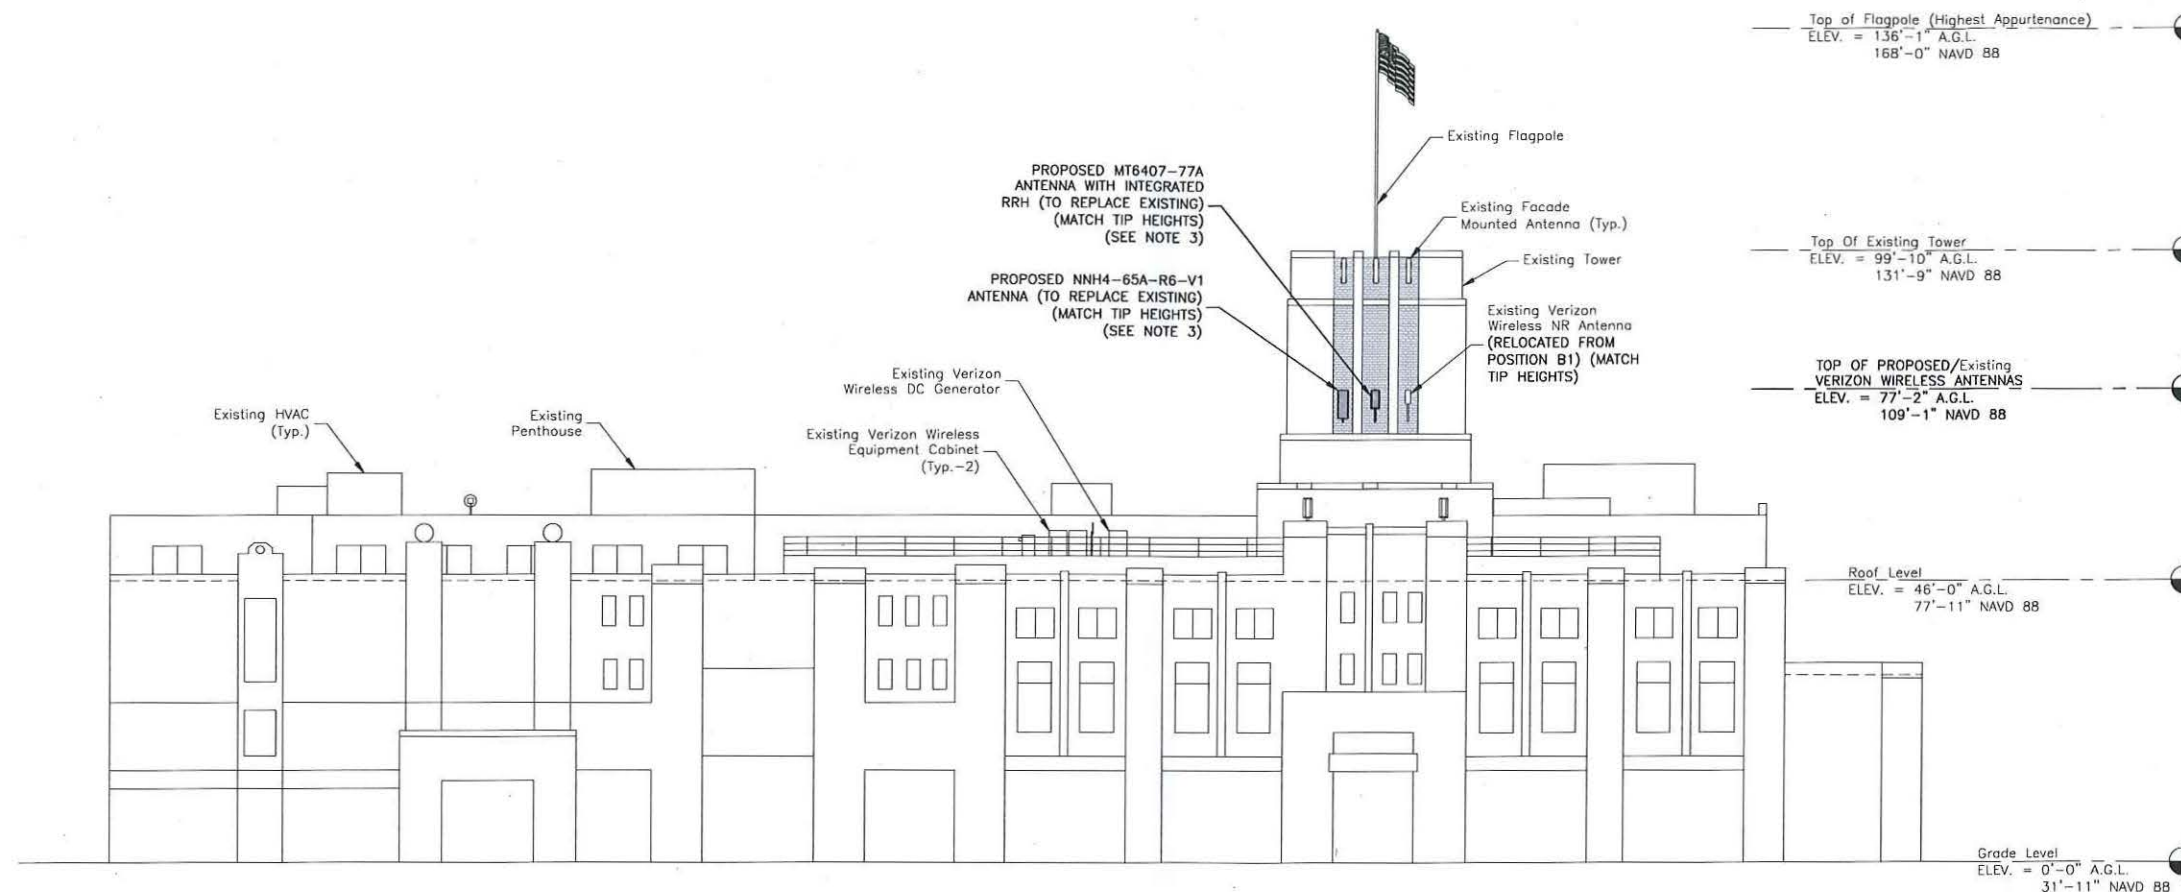 Top of Flagpole (Highest Appurtenance)
ELEV. = 136'-1" A.G.L.
168'-0" NAVD 88
Existing Flagpole
PROPOSED MT6407-77A
ANTENNA WITH INTEGRATED
RRH (TO REPLACE EXISTING)
(MATCH TIP HEIGHTS)
(SEE NOTE 3)
Existing Facade
Mounted Antenna (Typ.)
Top Of Existing Tower
ELEV. = 99'-10" A.G.L.
131'-9" NAVD 88
Existing Tower
PROPOSED NNH4-65A-R6-V1
ANTENNA (TO REPLACE EXISTING)
(MATCH TIP HEIGHTS)
(SEE NOTE 3)
Existing Verizon
Wireless NR Antenna
(RELOCATED FROM
POSITION B1) (MATCH
TIP HEIGHTS)
TOP OF PROPOSED/Existing
VERIZON WIRELESS ANTENNAS
ELEV. = 77'-2" A.G.L.
109'-1" NAVD 88
Existing Verizon
Wireless DC Generator
Existing HVAC
(Typ.)
Existing
Penthouse
Existing Verizon Wireless
Equipment Cabinet
(Typ.-2)
Roof Level
ELEV. = 46'-0" A.G.L.
77'-11" NAVD 88
Grade Level
ELEV. = 0'-0" A.G.L.
31'-11" NAVD 88